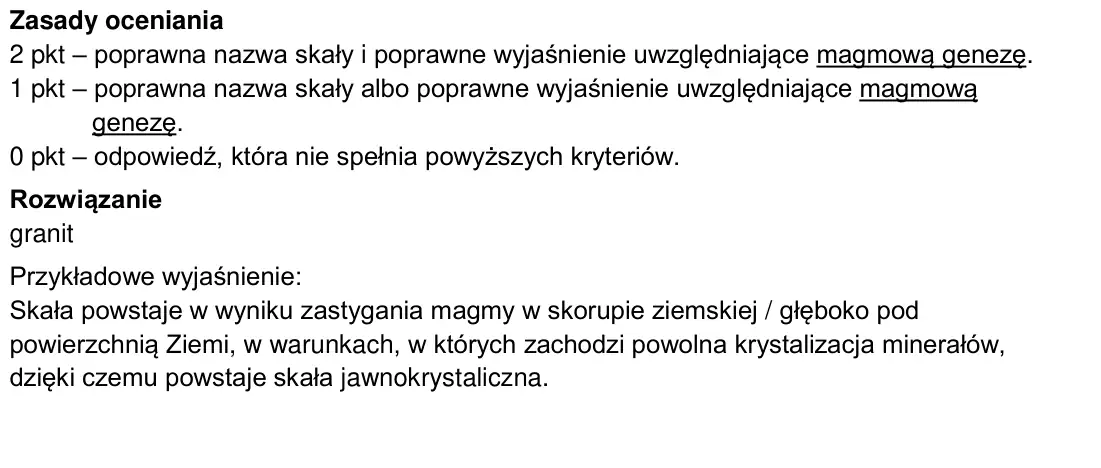 Zasady oceniania
2 pkt – poprawna nazwa skały i poprawne wyjaśnienie uwzględniające magmową genezę.
1 pkt – poprawna nazwa skały albo poprawne wyjaśnienie uwzględniające magmową
genezę.
0 pkt – odpowiedź, która nie spełnia powyższych kryteriów.
Rozwiązanie
granit
Przykładowe wyjaśnienie:
Skała powstaje w wyniku zastygania magmy w skorupie ziemskiej / głęboko pod
powierzchnią Ziemi, w warunkach, w których zachodzi powolna krystalizacja minerałów,
dzięki czemu powstaje skała jawnokrystaliczna.